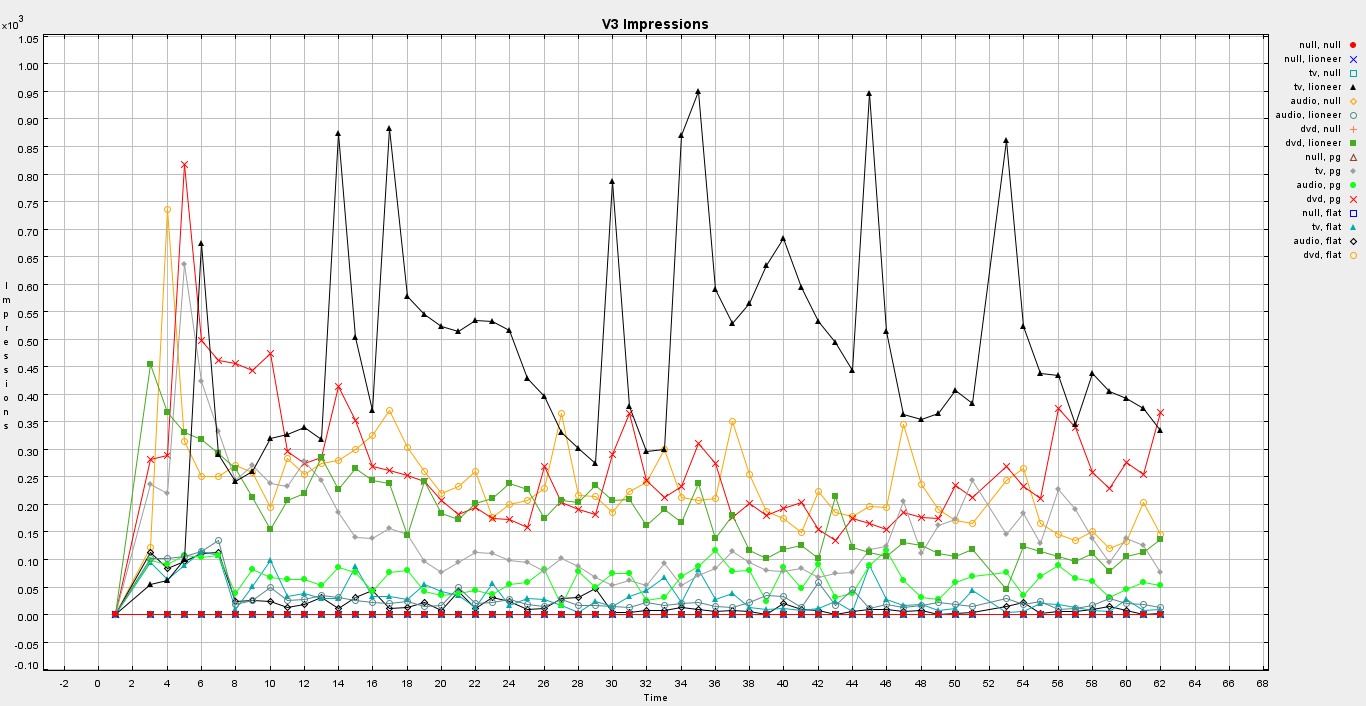 V3 Impressions
x10^3
1.05
1.00
0.95
0.90
0.85
0.80
0.75
0.70
0.65
0.60
0.55
0.50
0.45
0.40
0.35
0.30
0.25
0.20
0.15
0.10
0.05
0.00
-0.05
-0.10
Impressions
-2 0 2 4 6 8 10 12 14 16 18 20 22 24 26 28 30 32 34 36 38 40 42 44 46 48 50 52 54 56 58 60 62 64 66 68
Time
null, null
null, lioneer
tv, null
tv, lioneer
audio, null
audio, lioneer
dvd, null
dvd, lioneer
null, pg
tv, pg
audio, pg
dvd, pg
null, flat
tv, flat
audio, flat
dvd, flat